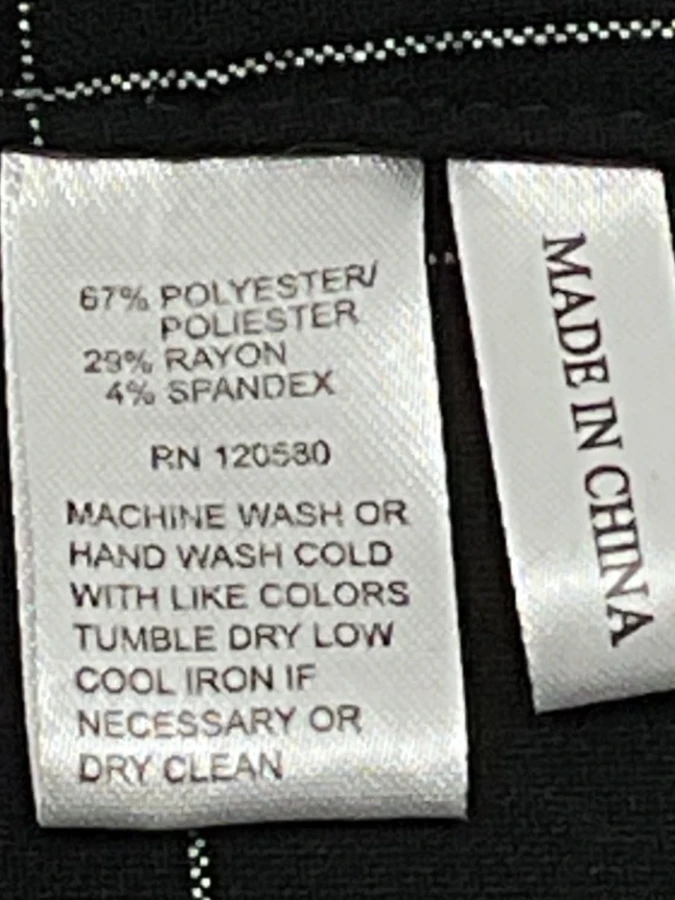 67% POLYESTER/
POLIESTER
29% RAYON
4% SPANDEX
RN 120580
MACHINE WASH OR
HAND WASH COLD
WITH LIKE COLORS
TUMBLE DRY LOW
COOL IRON IF
NECESSARY OR
DRY CLEAN
MADE IN CHINA